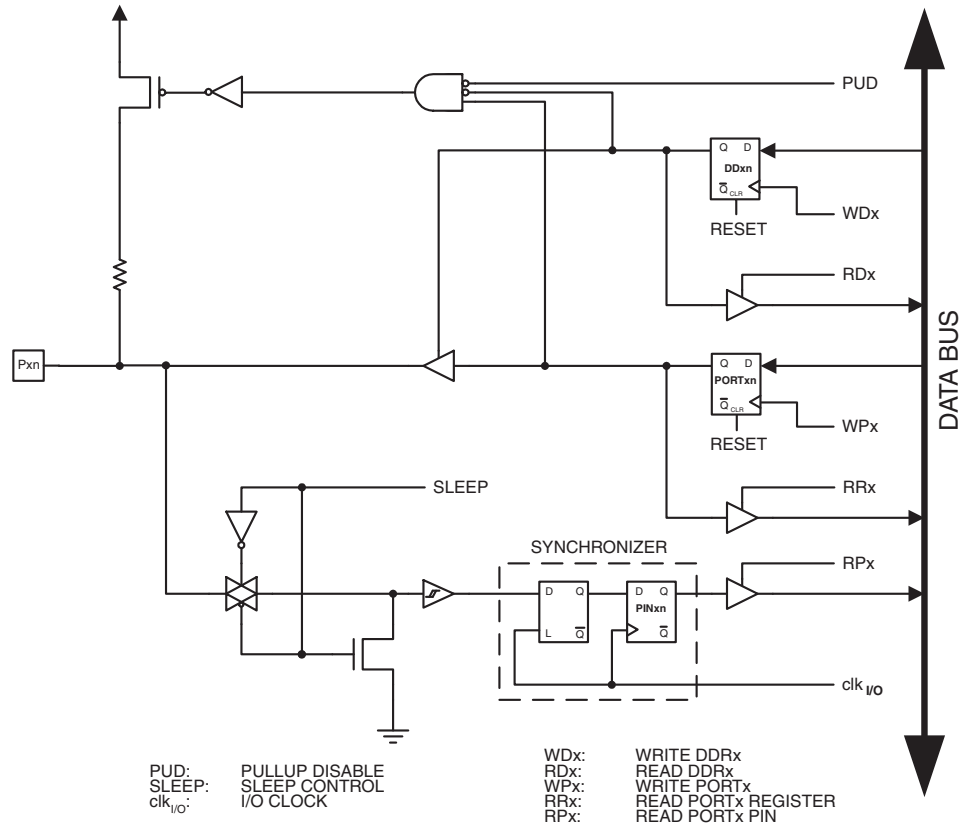 PUD
Q D
DDxn
Q CLR
WDx
RESET
RDx
Pxn
Q D
PORTxn
Q CLR
WPx
RESET
RRx
SLEEP
SYNCHRONIZER
RPx
D Q
L Q
D Q
PINxn
Q
clk I/O
DATA BUS
PUD: PULLUP DISABLE
SLEEP: SLEEP CONTROL
clkI/O: I/O CLOCK
WDx: WRITE DDRx
RDx: READ DDRx
WPx: WRITE PORTx
RRx: READ PORTx REGISTER
RPx: READ PORTx PIN